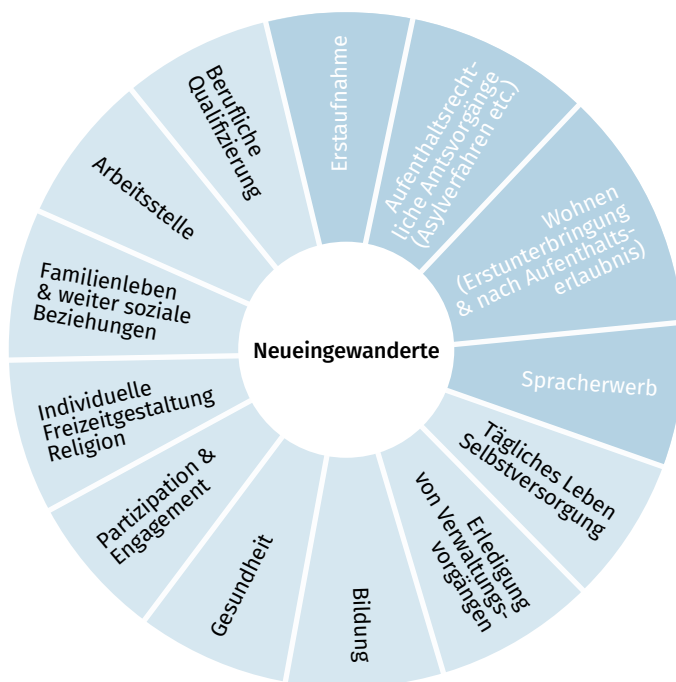 Erstaufnahme
Aufenthaltsrecht-
liche Amtsvorgänge
(Asylverfahren etc.)
Wohnen
(Erstunterbringung
& nach Aufenthalts-
erlaubnis)
Spracherwerb
Tägliches Leben
Selbstversorgung
Erledigung
von Verwaltungs-
vorgängen
Bildung
Gesundheit
Partizipation &
Engagement
Individuelle
Freizeitgestaltung
Religion
Familienleben
& weiter soziale
Beziehungen
Arbeitsstelle
Berufliche
Qualifizierung
Neueingewanderte